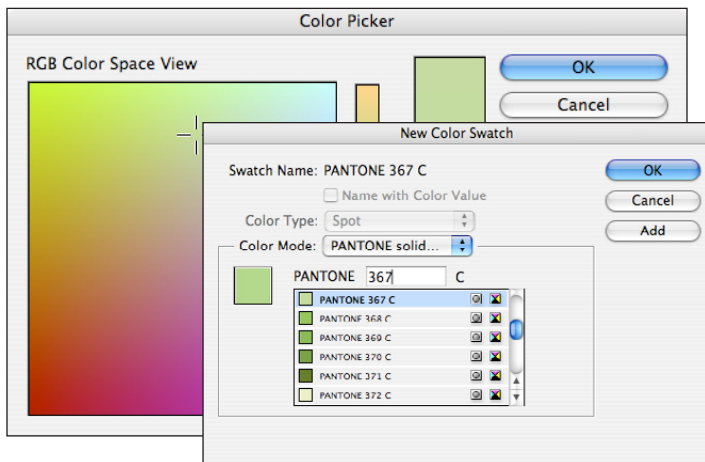 Color Picker
RGB Color Space View
OK
Cancel
New Color Swatch
Swatch Name: PANTONE 367 C
OK
Name with Color Value
Cancel
Color Type: Spot
Add
Color Mode: PANTONE solid...
PANTONE 367 C
PANTONE 367 C
PANTONE 368 C
PANTONE 369 C
PANTONE 370 C
PANTONE 371 C
PANTONE 372 C